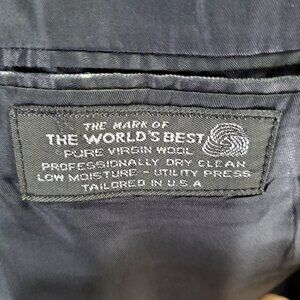 THE MARK OF
THE WORLD'S BEST
PURE VIRGIN WOOL
PROFESSIONALLY DRY CLEAN
LOW MOISTURE - UTILITY PRESS
TAILORED IN U.S.A